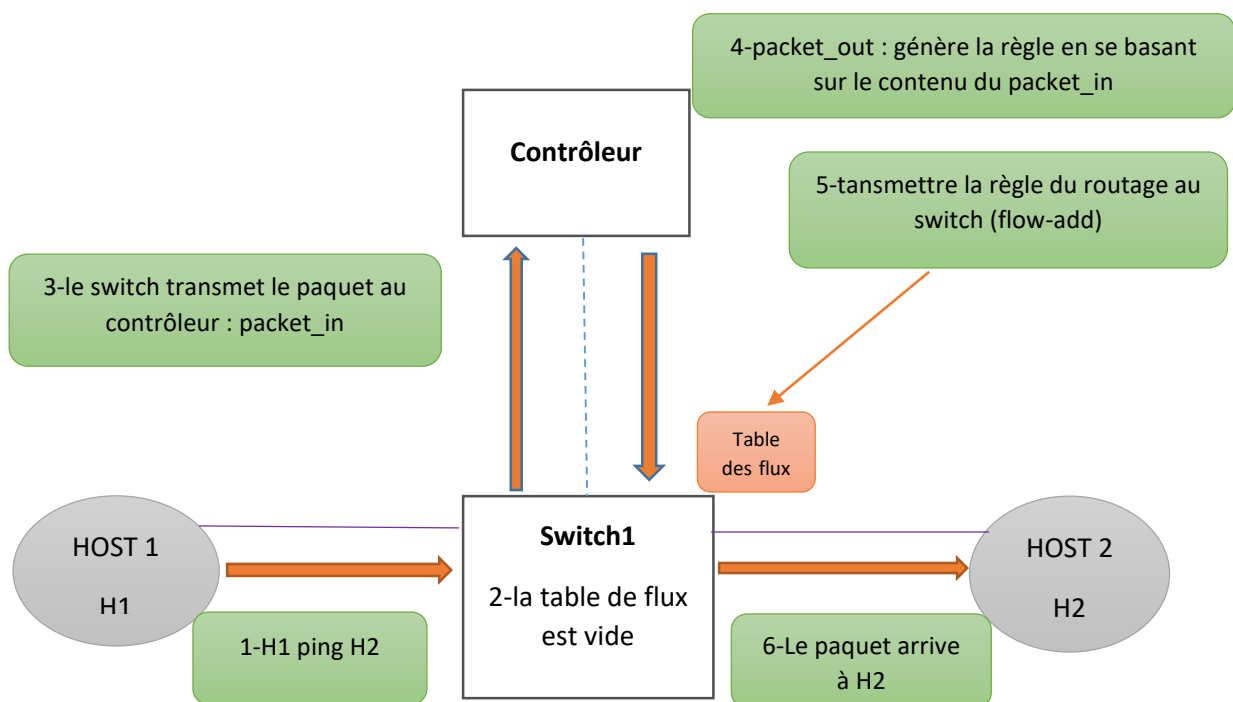 4-packet_out : génère la règle en se basant
sur le contenu du packet_in
Contrôleur
5-tansmettre la règle du routage au
switch (flow-add)
3-le switch transmet le paquet au
contrôleur : packet_in
Table
des flux
HOST 1
H1
Switch1
2-la table de flux
est vide
HOST 2
H2
1-H1 ping H2
6-Le paquet arrive
à H2